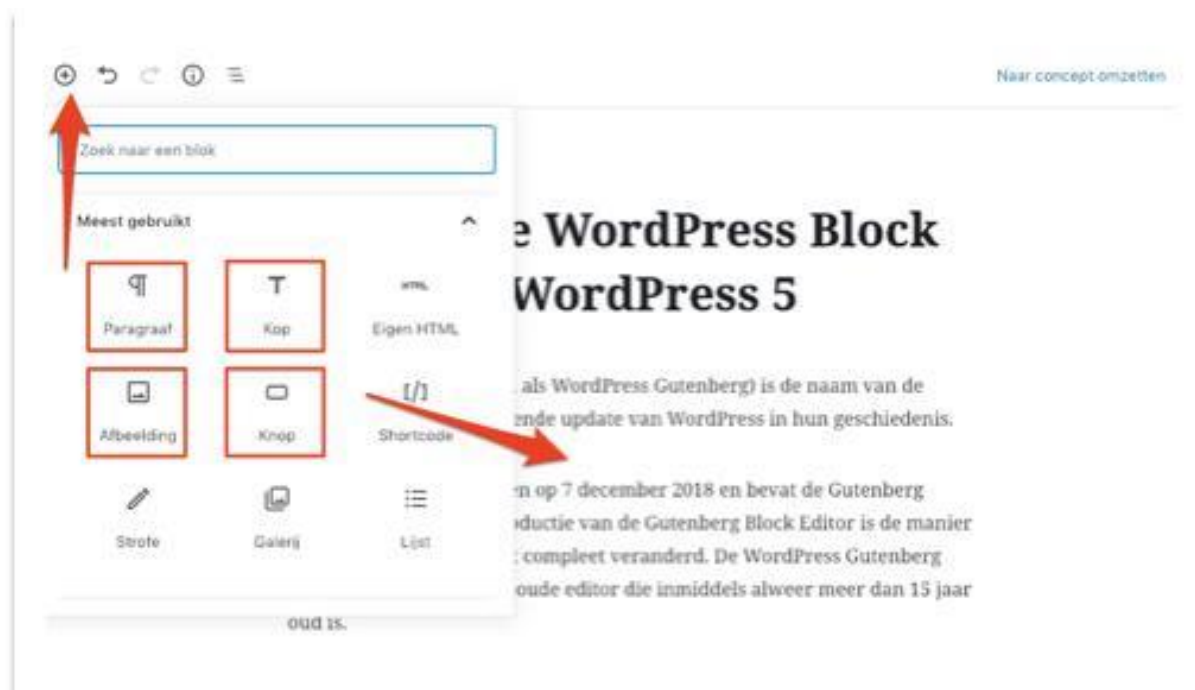 Naar concept omzetten
Zoek naar een blok
Meest gebruikt
e WordPress Block
WordPress 5
Paragraaf
Kop
HTML
Eigen HTML
als WordPress Gutenberg) is de naam van de
ende update van WordPress in hun geschiedenis.
Afbeelding
Knop
[/]
Shortcode
en op 7 december 2018 en bevat de Gutenberg
oductie van de Gutenberg Block Editor is de manier
compleet veranderd. De WordPress Gutenberg
oude editor die inmiddels alweer meer dan 15 jaar
oud is.
Strofe
Galerij
Lijst